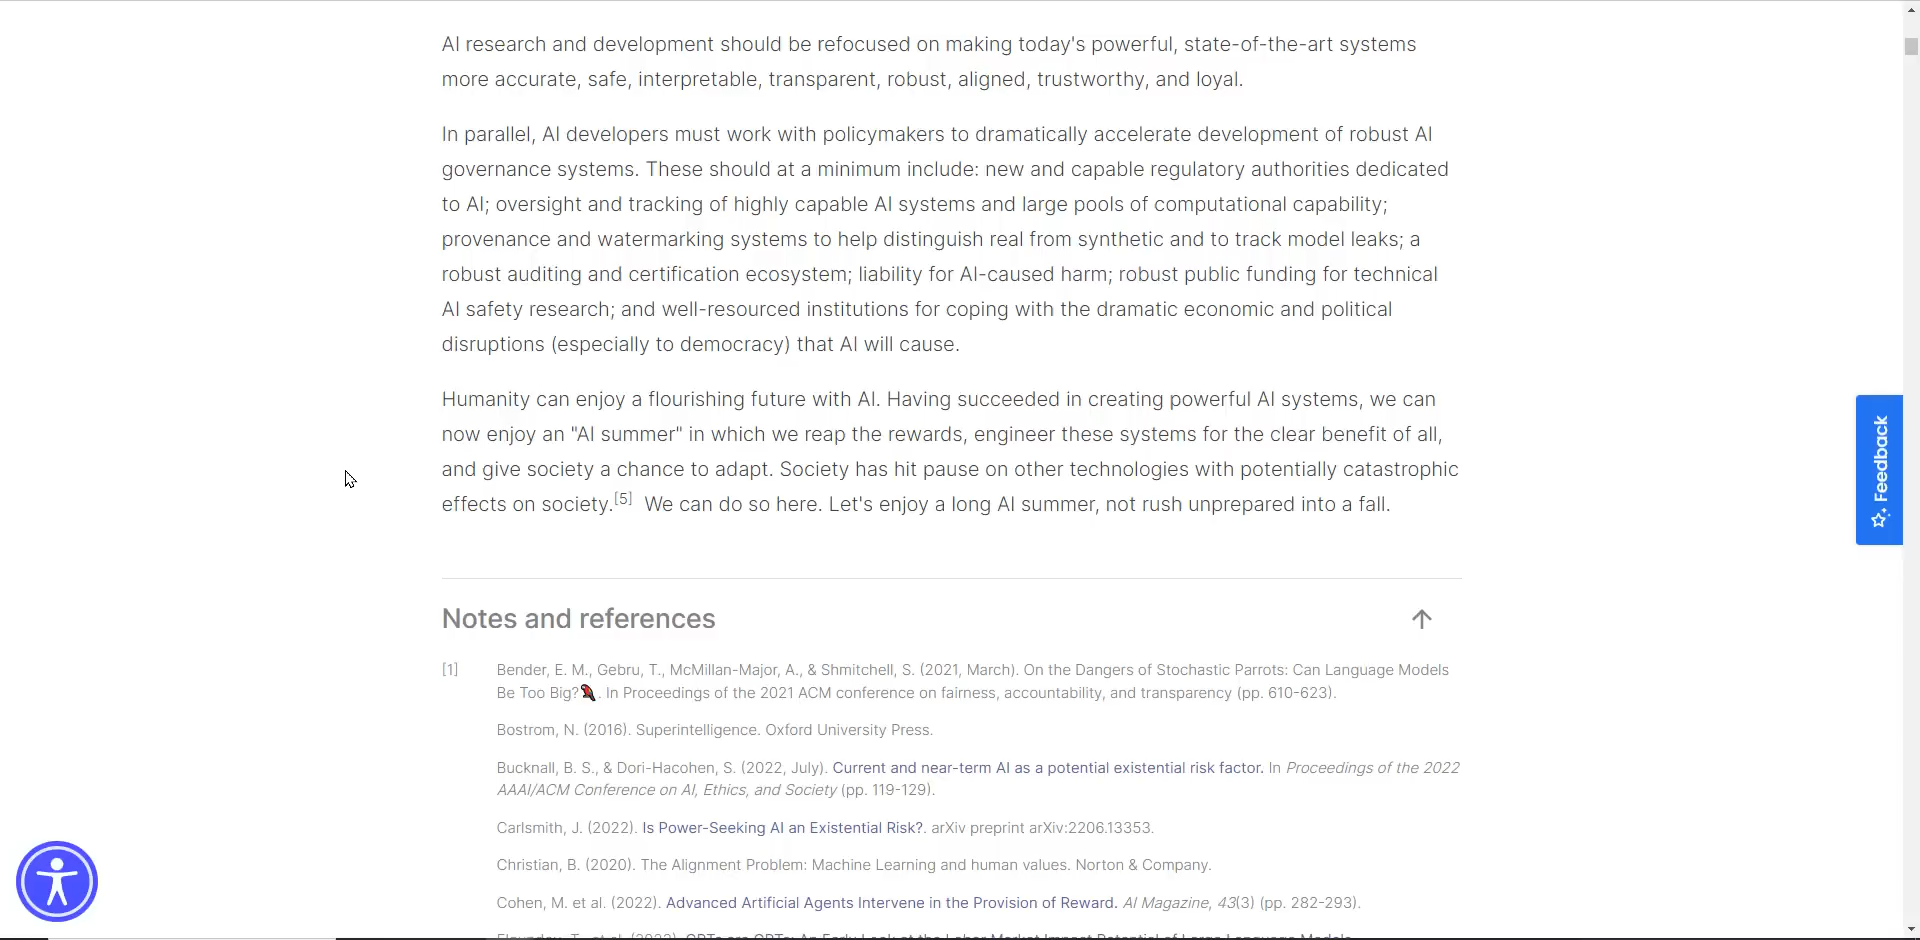 AI research and development should be refocused on making today's powerful, state-of-the-art systems
more accurate, safe, interpretable, transparent, robust, aligned, trustworthy, and loyal.
In parallel, AI developers must work with policymakers to dramatically accelerate development of robust AI
governance systems. These should at a minimum include: new and capable regulatory authorities dedicated
to AI; oversight and tracking of highly capable AI systems and large pools of computational capability;
provenance and watermarking systems to help distinguish real from synthetic and to track model leaks; a
robust auditing and certification ecosystem; liability for AI-caused harm; robust public funding for technical
AI safety research; and well-resourced institutions for coping with the dramatic economic and political
disruptions (especially to democracy) that AI will cause.
Humanity can enjoy a flourishing future with AI. Having succeeded in creating powerful AI systems, we can
now enjoy an "AI summer" in which we reap the rewards, engineer these systems for the clear benefit of all,
and give society a chance to adapt. Society has hit pause on other technologies with potentially catastrophic
effects on society.[5] We can do so here. Let's enjoy a long AI summer, not rush unprepared into a fall.
Feedback
Notes and references
[1] Bender, E. M., Gebru, T., McMillan-Major, A., & Shmitchell, S. (2021, March). On the Dangers of Stochastic Parrots: Can Language Models
Be Too Big?🦜. In Proceedings of the 2021 ACM conference on fairness, accountability, and transparency (pp. 610-623).
Bostrom, N. (2016). Superintelligence. Oxford University Press.
Bucknall, B. S., & Dori-Hacohen, S. (2022, July). Current and near-term AI as a potential existential risk factor. In Proceedings of the 2022
AAAI/ACM Conference on AI, Ethics, and Society (pp. 119-129).
Carlsmith, J. (2022). Is Power-Seeking AI an Existential Risk?. arXiv preprint arXiv:2206.13353.
Christian, B. (2020). The Alignment Problem: Machine Learning and human values. Norton & Company.
Cohen, M. et al. (2022). Advanced Artificial Agents Intervene in the Provision of Reward. AI Magazine, 43(3) (pp. 282-293).